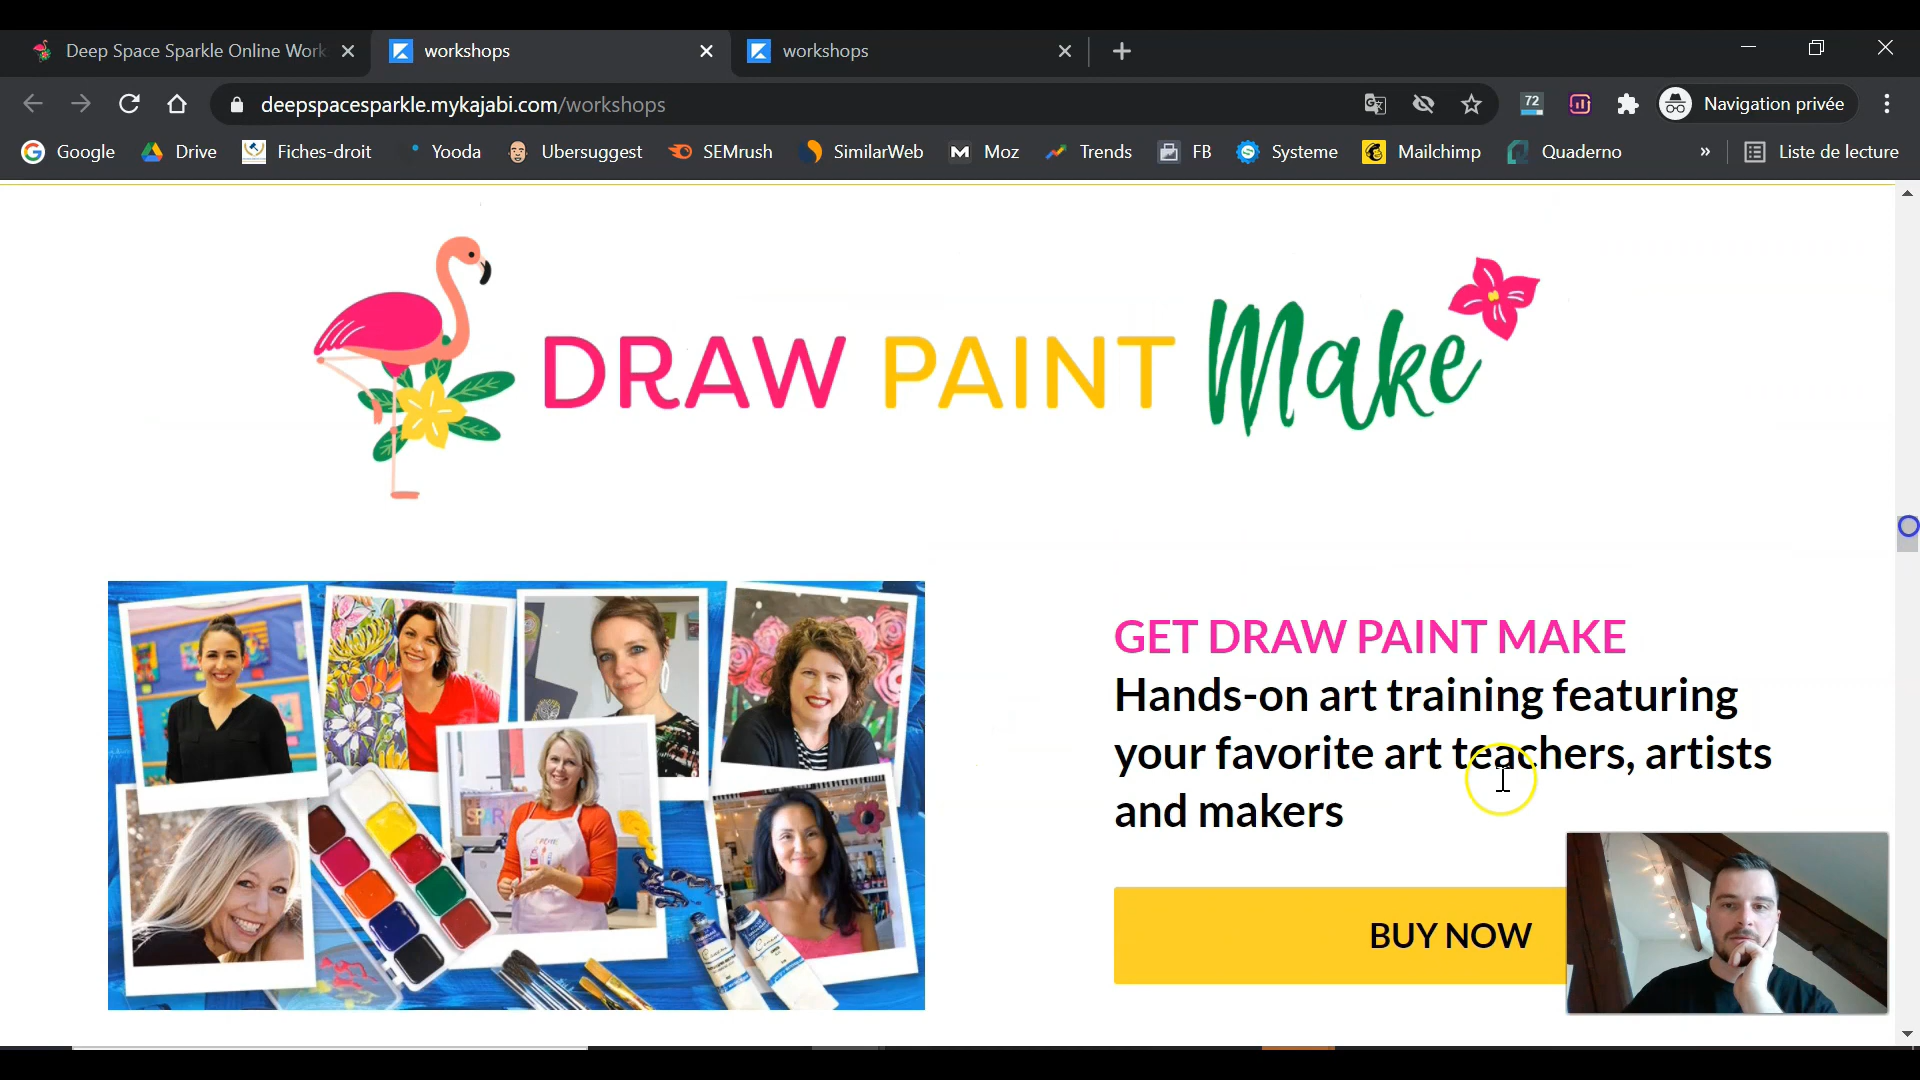 Deep Space Sparkle Online Work
workshops
workshops
deepspacesparkle.mykajabi.com/workshops
72
Navigation privée
Google
Drive
Fiches-droit
Yooda
Ubersuggest
SEMrush
SimilarWeb
Moz
Trends
FB
Systeme
Mailchimp
Quaderno
»
Liste de lecture
DRAW PAINT Make
GET DRAW PAINT MAKE
Hands-on art training featuring
your favorite art teachers, artists
and makers
BUY NOW